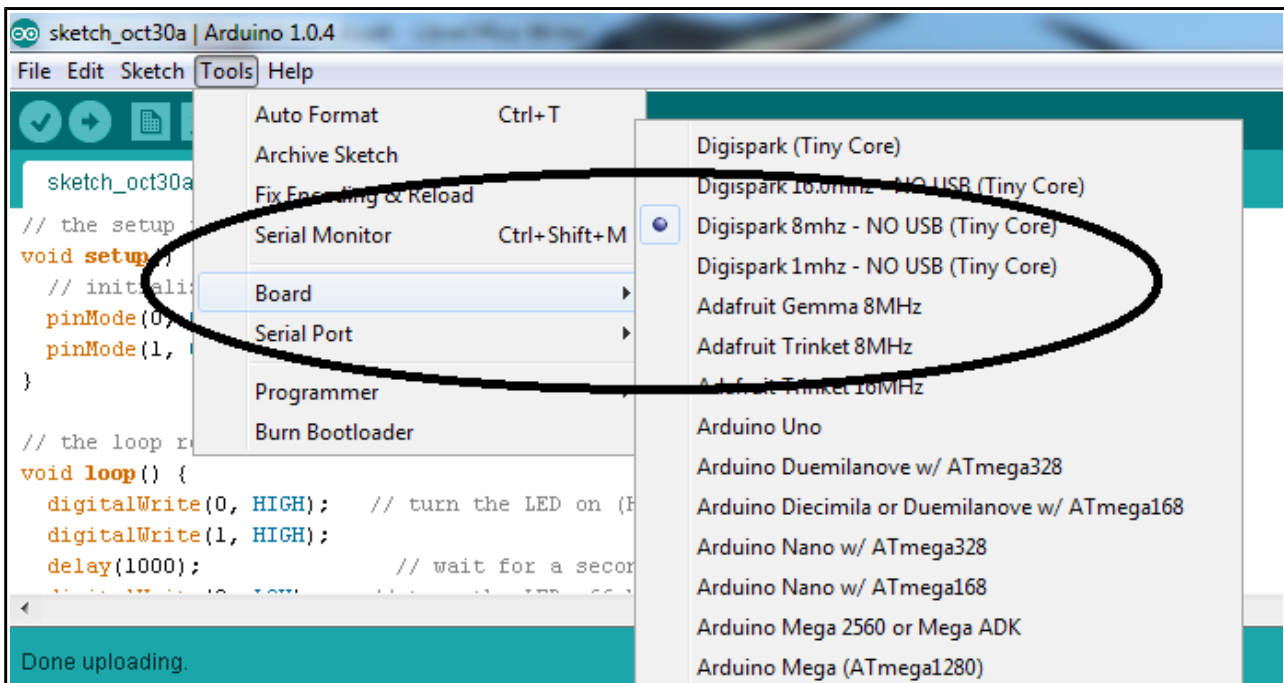 sketch_oct30a | Arduino 1.0.4
File Edit Sketch Tools Help
Auto Format Ctrl+T
Archive Sketch
Fix Encoding & Reload
Serial Monitor Ctrl+Shift+M
Board
Serial Port
Programmer
Burn Bootloader
Digispark (Tiny Core)
Digispark 16.0mhz - NO USB (Tiny Core)
Digispark 8mhz - NO USB (Tiny Core)
Digispark 1mhz - NO USB (Tiny Core)
Adafruit Gemma 8MHz
Adafruit Trinket 8MHz
Adafruit Trinket 16MHz
Arduino Uno
Arduino Duemilanove w/ ATmega328
Arduino Diecimila or Duemilanove w/ ATmega168
Arduino Nano w/ ATmega328
Arduino Nano w/ ATmega168
Arduino Mega 2560 or Mega ADK
Arduino Mega (ATmega1280)
sketch_oct30a
// the setup
void setup()
//
pinMode(0,
pinMode(1,
}
// the loop
void loop() {
digitalWrite(0, HIGH); // turn the LED on
digitalWrite(1, HIGH);
delay(1000); // wait for a
Done uploading.